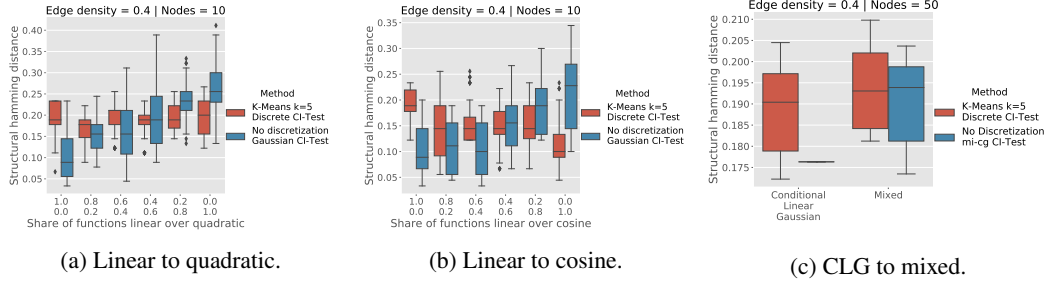 Edge density = 0.4 | Nodes = 10
Structural hamming distance
0.40
0.35
0.30
0.25
0.20
0.15
0.10
0.05
1.0 0.8 0.6 0.4 0.2 0.0
0.0 0.2 0.4 0.6 0.8 1.0
Share of functions linear over quadratic
Method
K-Means k=5
Discrete CI-Test
No discretization
Gaussian CI-Test
(a) Linear to quadratic.
Edge density = 0.4 | Nodes = 10
Structural hamming distance
0.35
0.30
0.25
0.20
0.15
0.10
0.05
1.0 0.8 0.6 0.4 0.2 0.0
0.0 0.2 0.4 0.6 0.8 1.0
Share of functions linear over cosine
Method
K-Means k=5
Discrete CI-Test
No discretization
Gaussian CI-Test
(b) Linear to cosine.
Edge density = 0.4 | Nodes = 50
Structural hamming distance
0.210
0.205
0.200
0.195
0.190
0.185
0.180
0.175
Conditional
Linear
Gaussian
Mixed
Method
K-Means k=5
Discrete CI-Test
No Discretization
mi-cg CI-Test
(c) CLG to mixed.